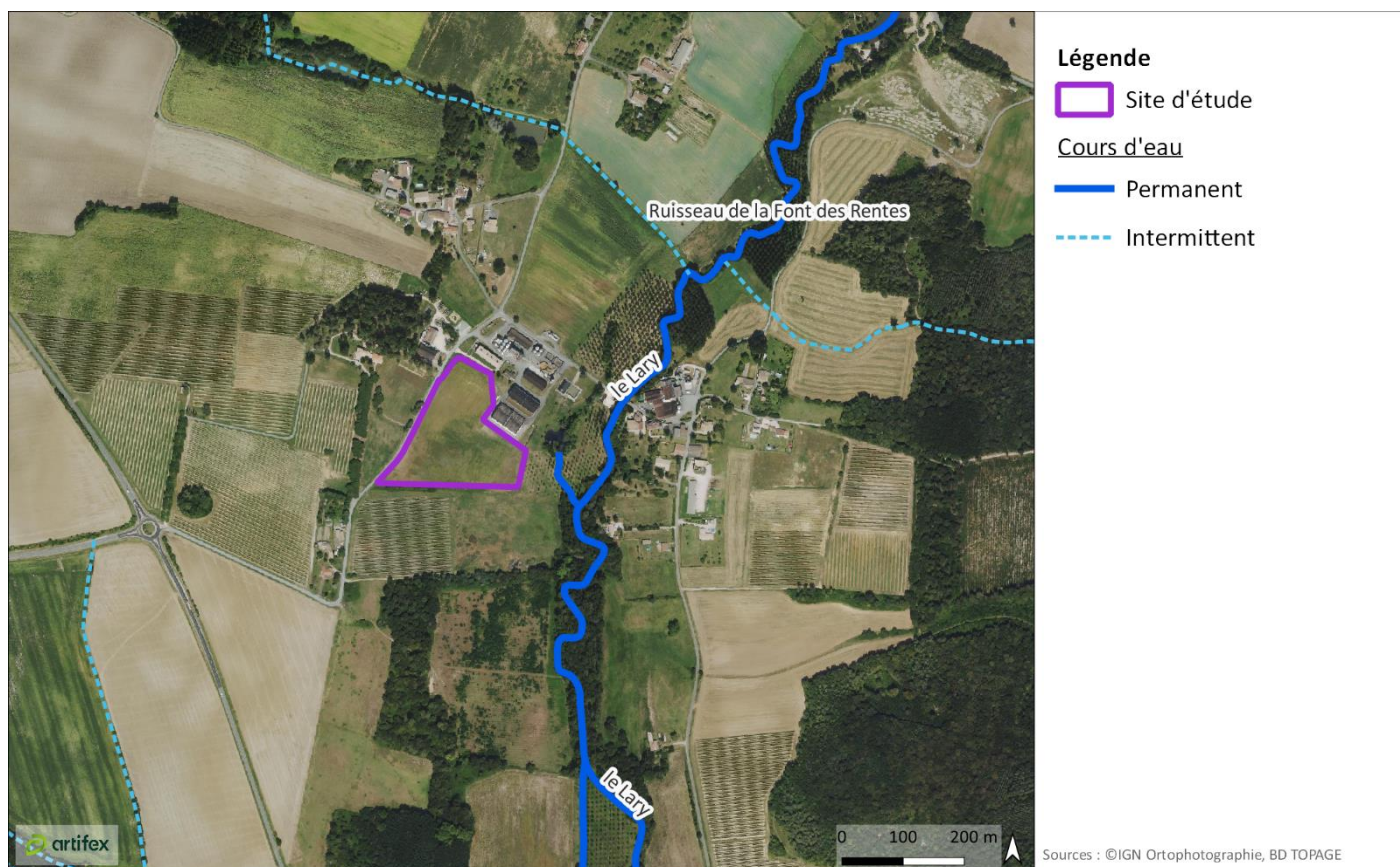 Ruisseau de la Font des Rentes
le Lary
le Lary
artifex
0 100 200 m
Légende
Site d'étude
Cours d'eau
Permanent
Intermittent
Sources : ©IGN Ortophotographie, BD TOPAGE